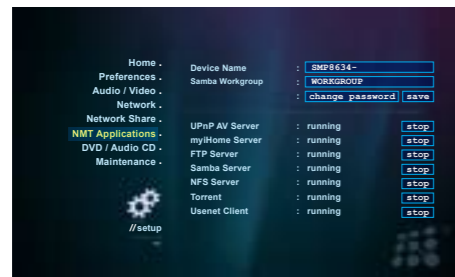 Home .
Preferences .
Audio / Video .
Network .
Network Share .
NMT Applications .
DVD / Audio CD .
Maintenance .
//setup
Device Name : SMP8634-
Samba Workgroup : WORKGROUP
: change password save
UPnP AV Server : running stop
myiHome Server : running stop
FTP Server : running stop
Samba Server : running stop
NFS Server : running stop
Torrent : running stop
Usenet Client : running stop